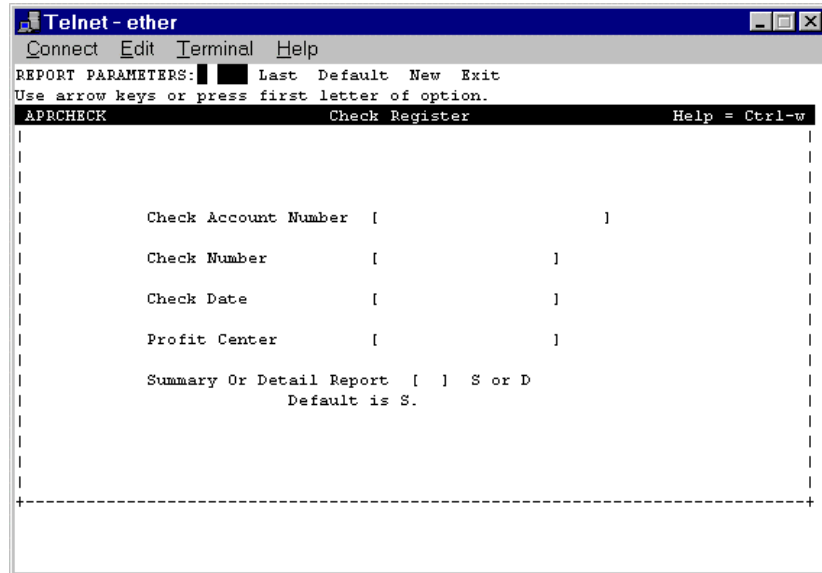 Telnet - ether
Connect Edit Terminal Help
REPORT PARAMETERS: Last Default New Exit
Use arrow keys or press first letter of option.
APRCHECK Check Register Help = Ctrl-w
Check Account Number [ ]
Check Number [ ]
Check Date [ ]
Profit Center [ ]
Summary Or Detail Report [ ] S or D
Default is S.